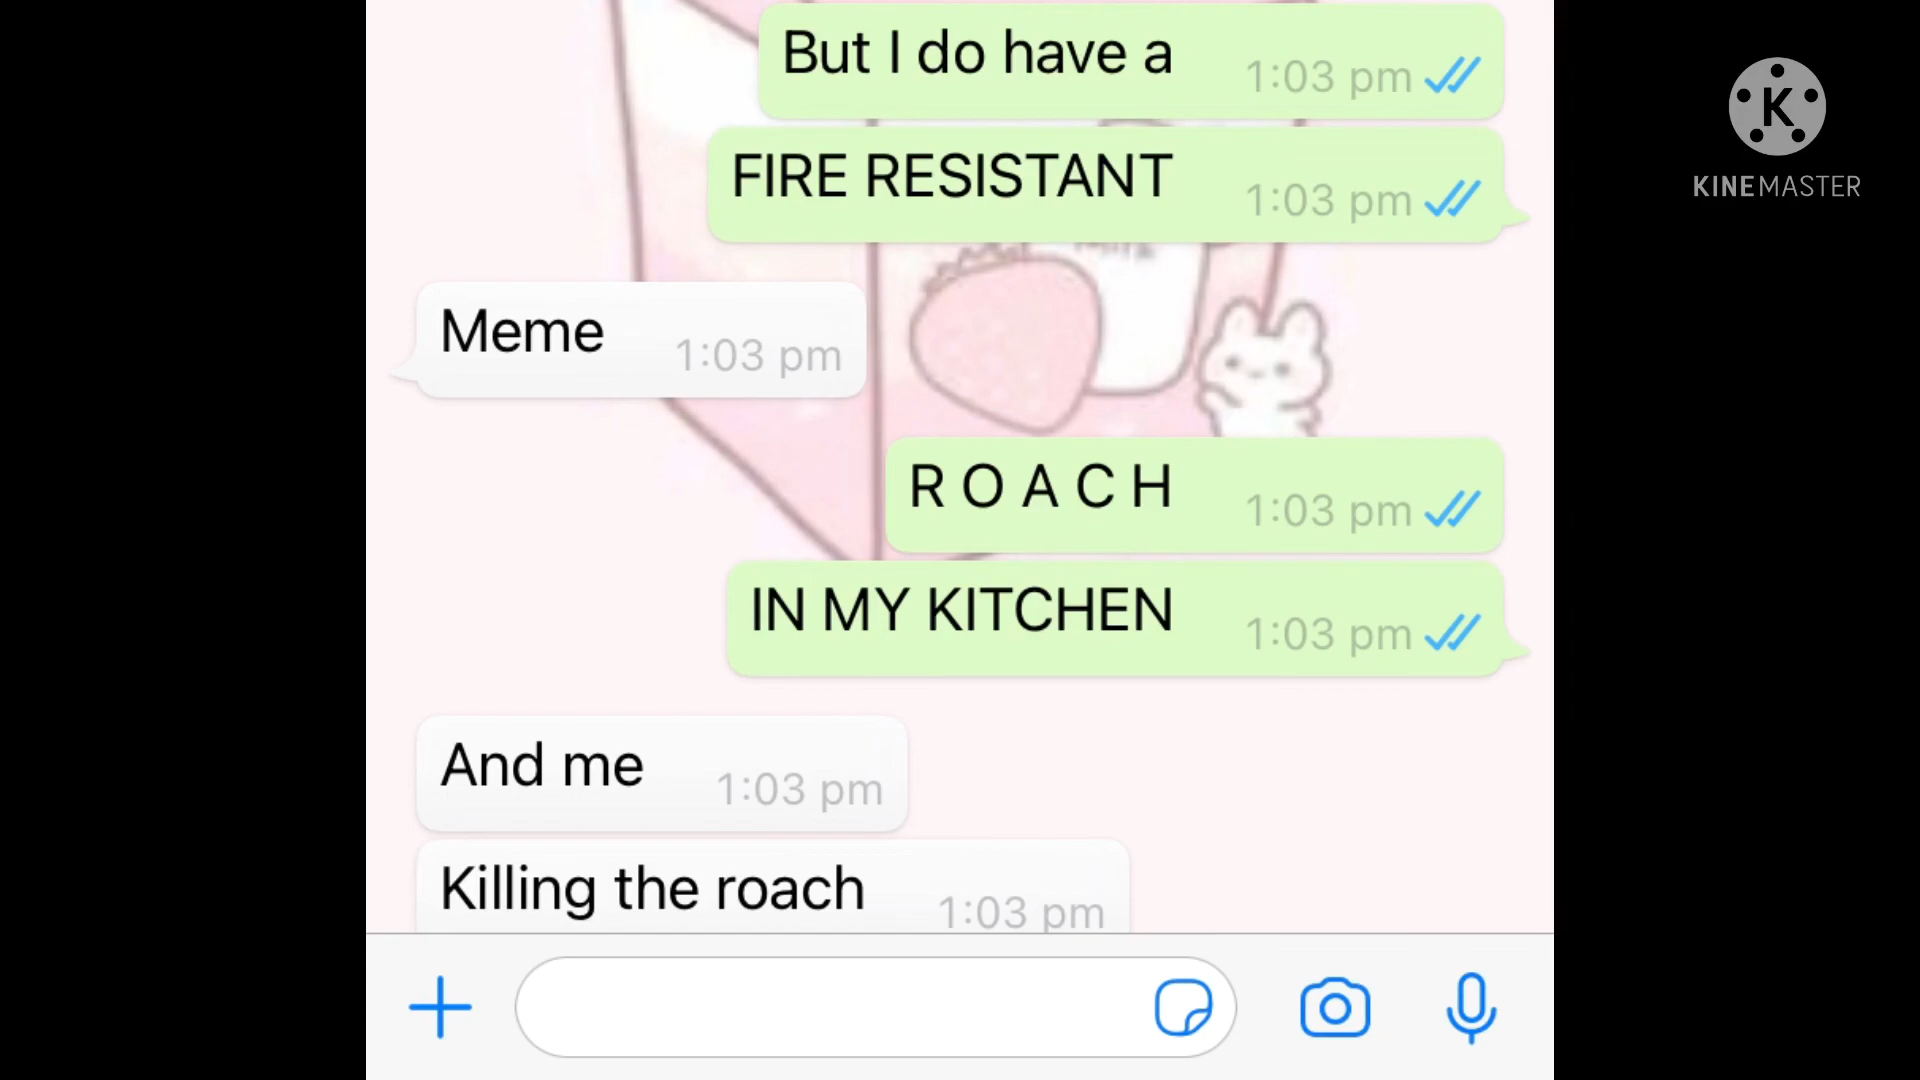 But I do have a
1:03 pm
FIRE RESISTANT
1:03 pm
Meme
1:03 pm
R O A C H
1:03 pm
IN MY KITCHEN
1:03 pm
And me
1:03 pm
Killing the roach
1:03 pm
K
KINEMASTER